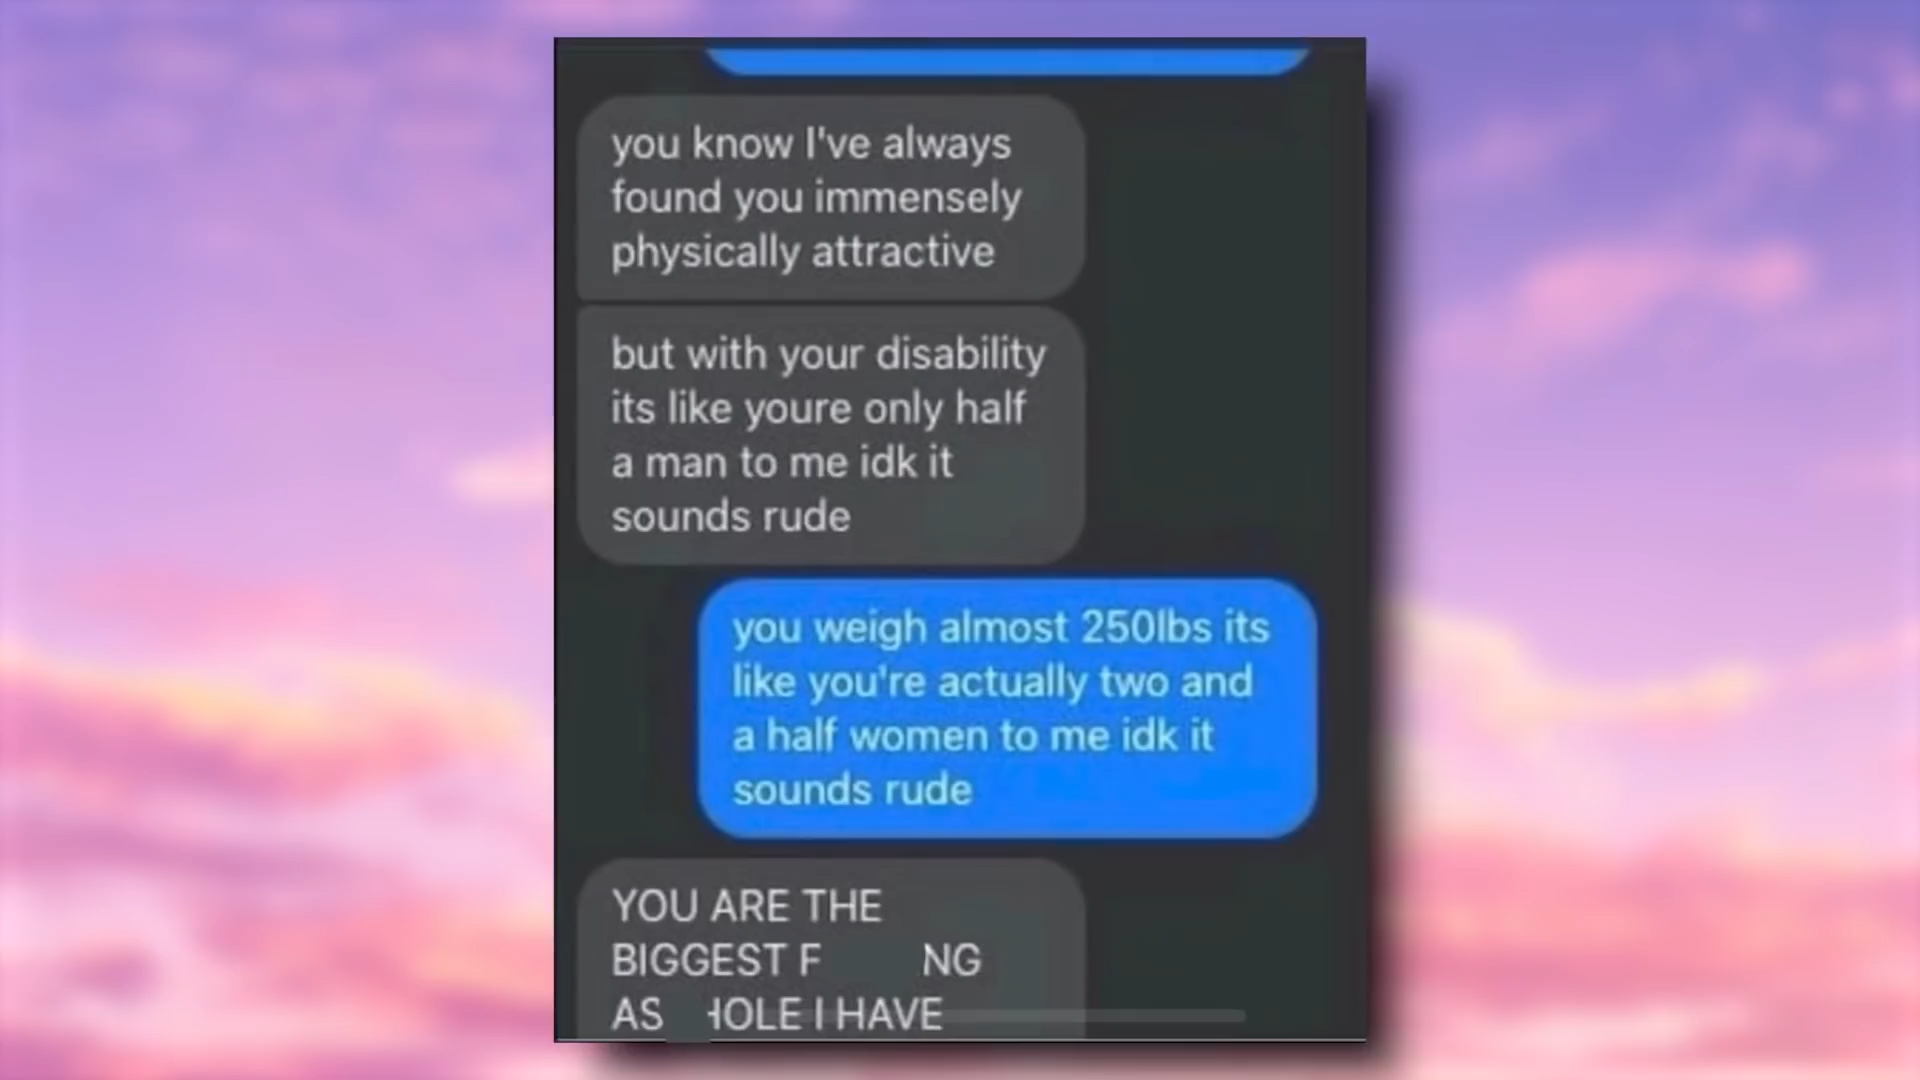 you know I've always
found you immensely
physically attractive
but with your disability
its like youre only half
a man to me idk it
sounds rude
you weigh almost 250lbs its
like you're actually two and
a half women to me idk it
sounds rude
YOU ARE THE
BIGGEST F NG
AS HOLE I HAVE